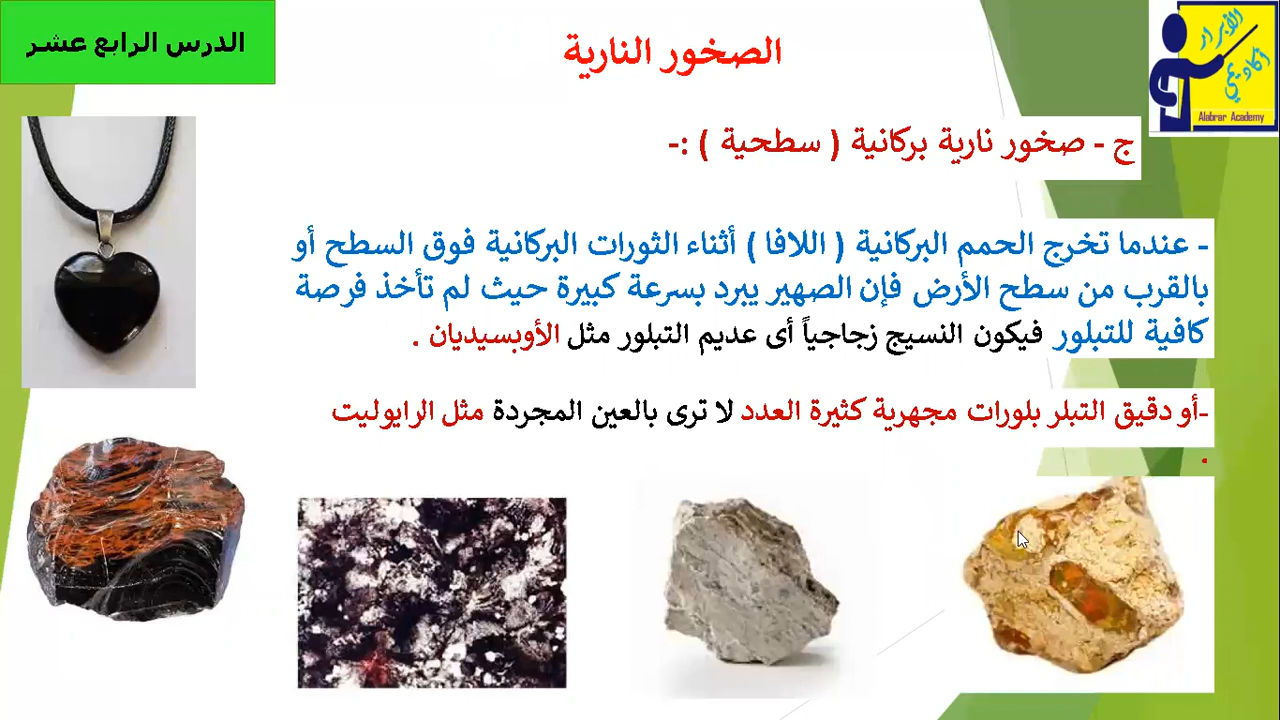 الدرس الرابع عشر
الصخور النارية
الأبرار
أكاديمي
Alabrar Academy
ج - صخور نارية بركانية ( سطحية ) :-
- عندما تخرج الحمم البركانية ( اللافا ) أثناء الثورات البركانية فوق السطح أو
بالقرب من سطح الأرض فإن الصهير يبرد بسرعة كبيرة حيث لم تأخذ فرصة
كافية للتبلور فيكون النسيج زجاجياً أى عديم التبلور مثل الأوبسيديان .
-أو دقيق التبلر بلورات مجهرية كثيرة العدد لا ترى بالعين المجردة مثل الرايوليت
.